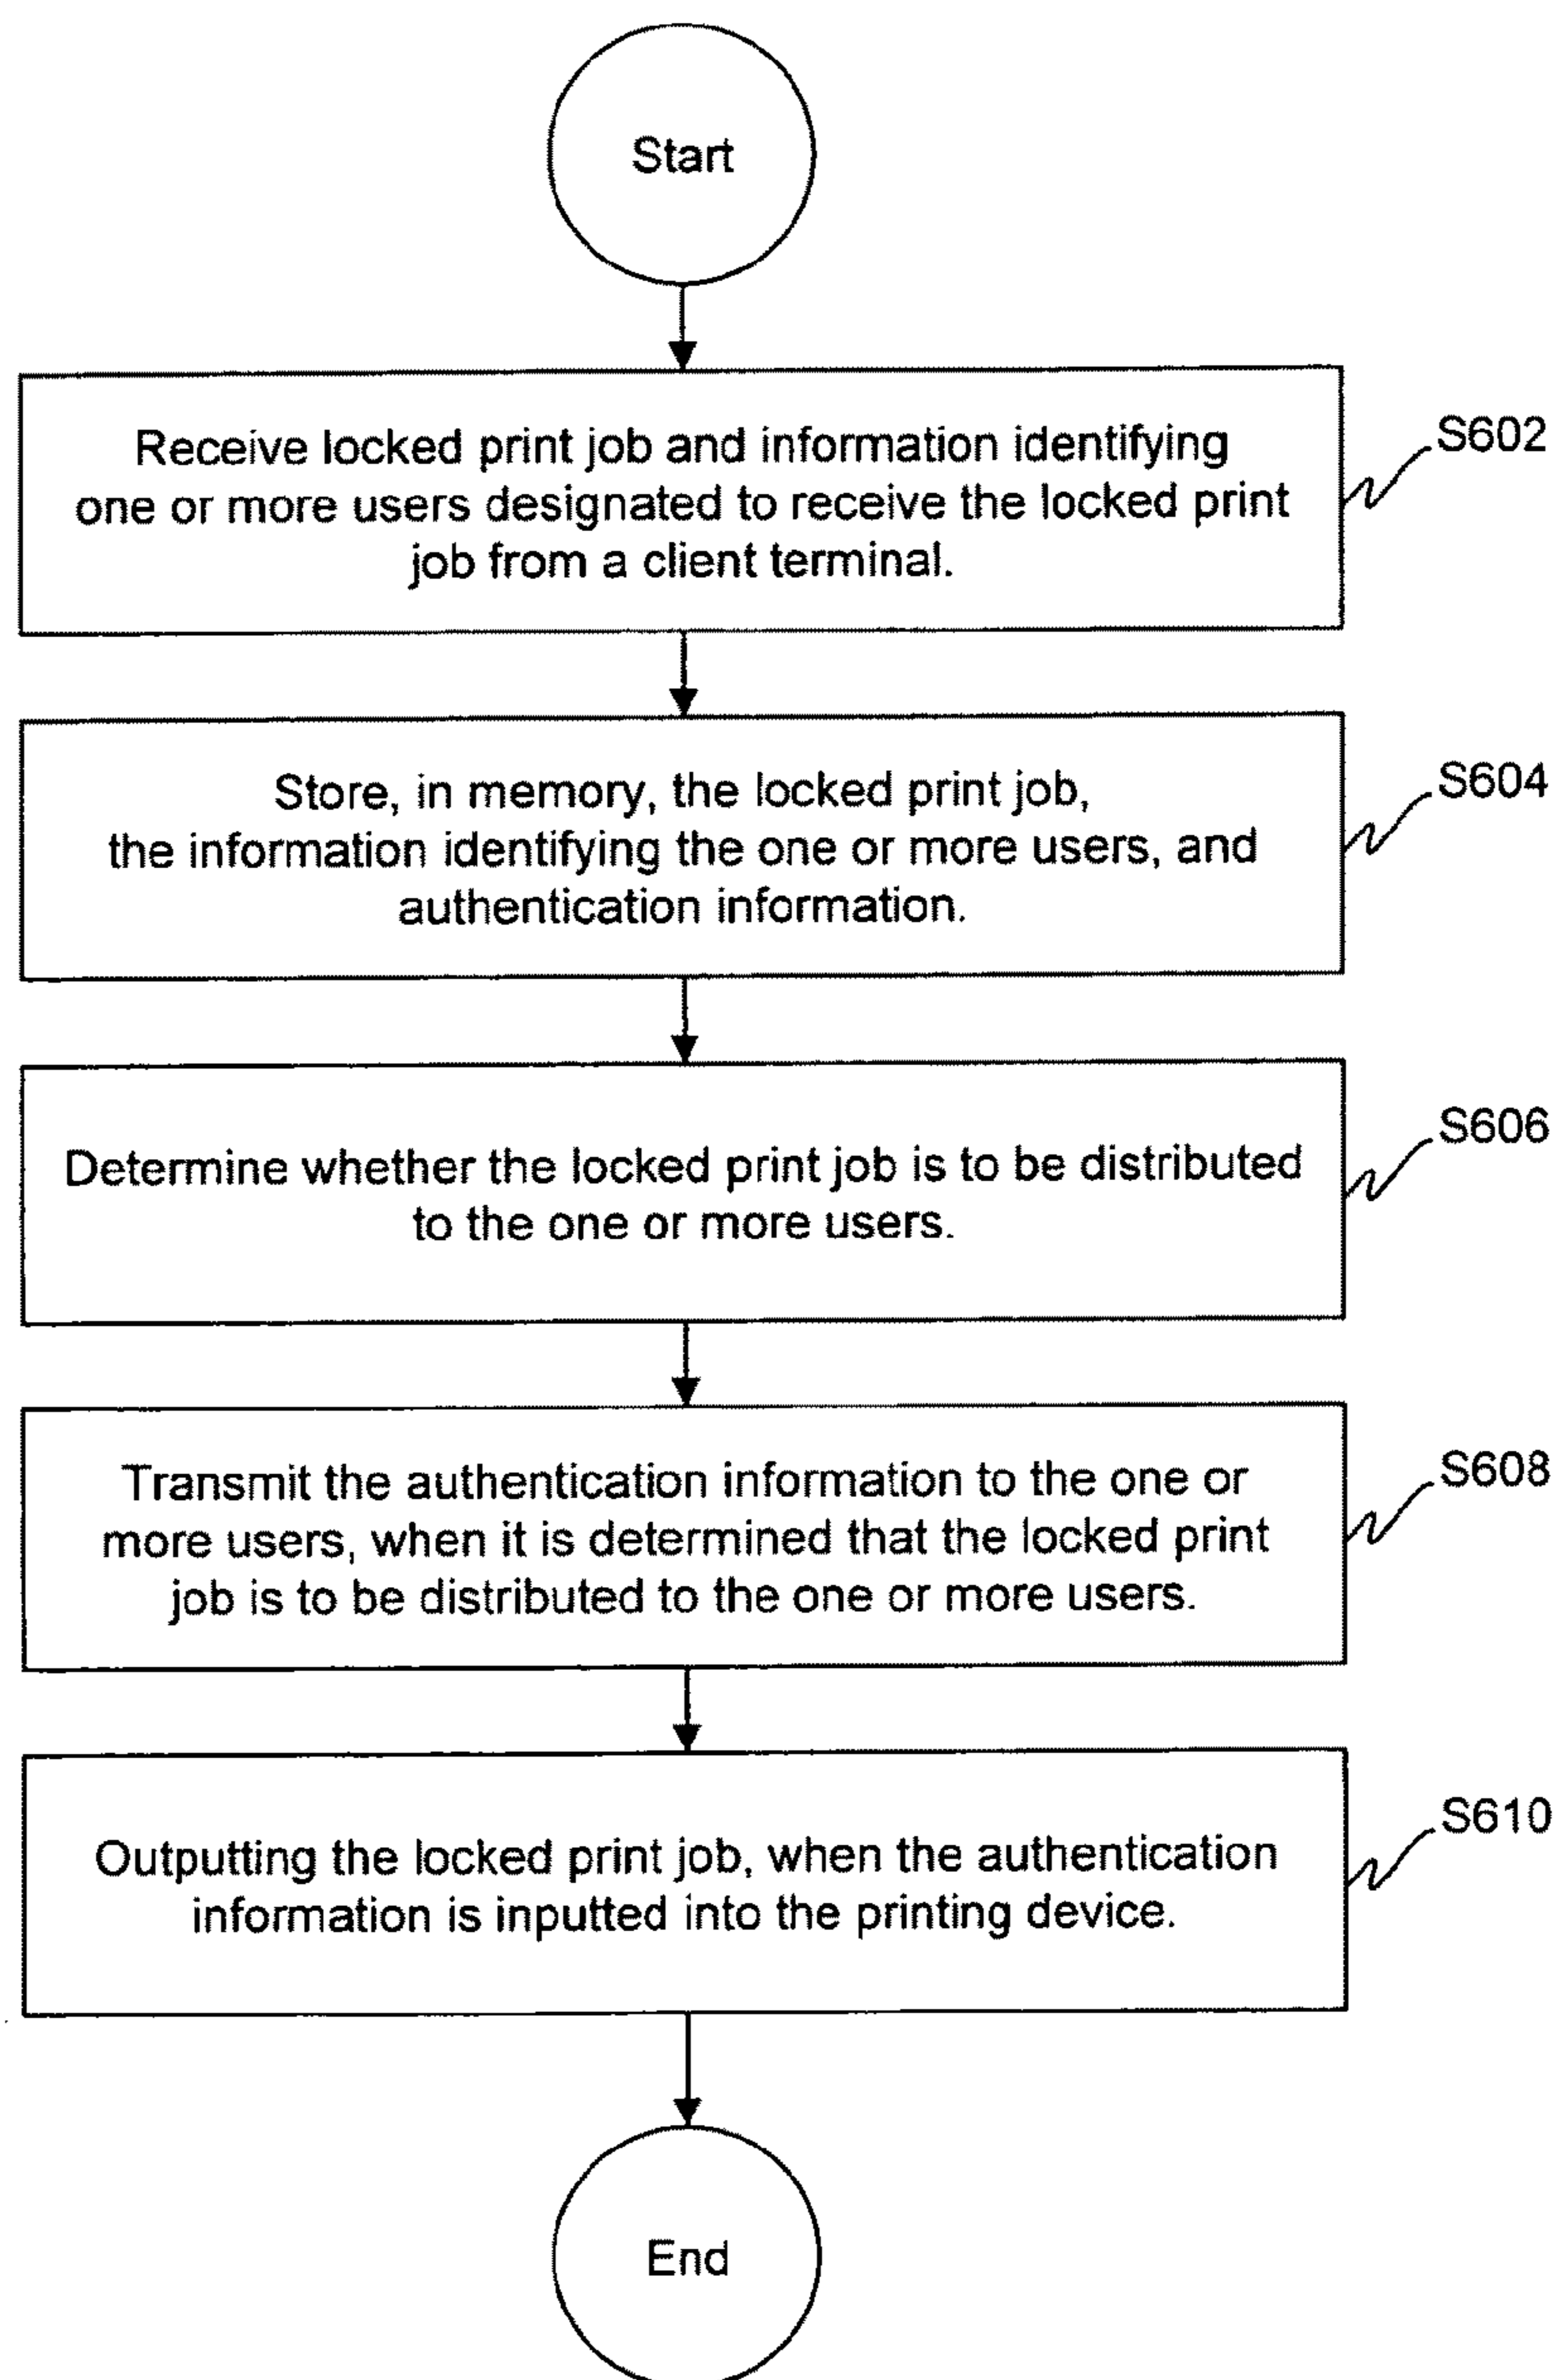 Start
Receive locked print job and information identifying
one or more users designated to receive the locked print
job from a client terminal.
S602
Store, in memory, the locked print job,
the information identifying the one or more users, and
authentication information.
S604
Determine whether the locked print job is to be distributed
to the one or more users.
S606
Transmit the authentication information to the one or
more users, when it is determined that the locked print
job is to be distributed to the one or more users.
S608
Outputting the locked print job, when the authentication
information is inputted into the printing device.
S610
End